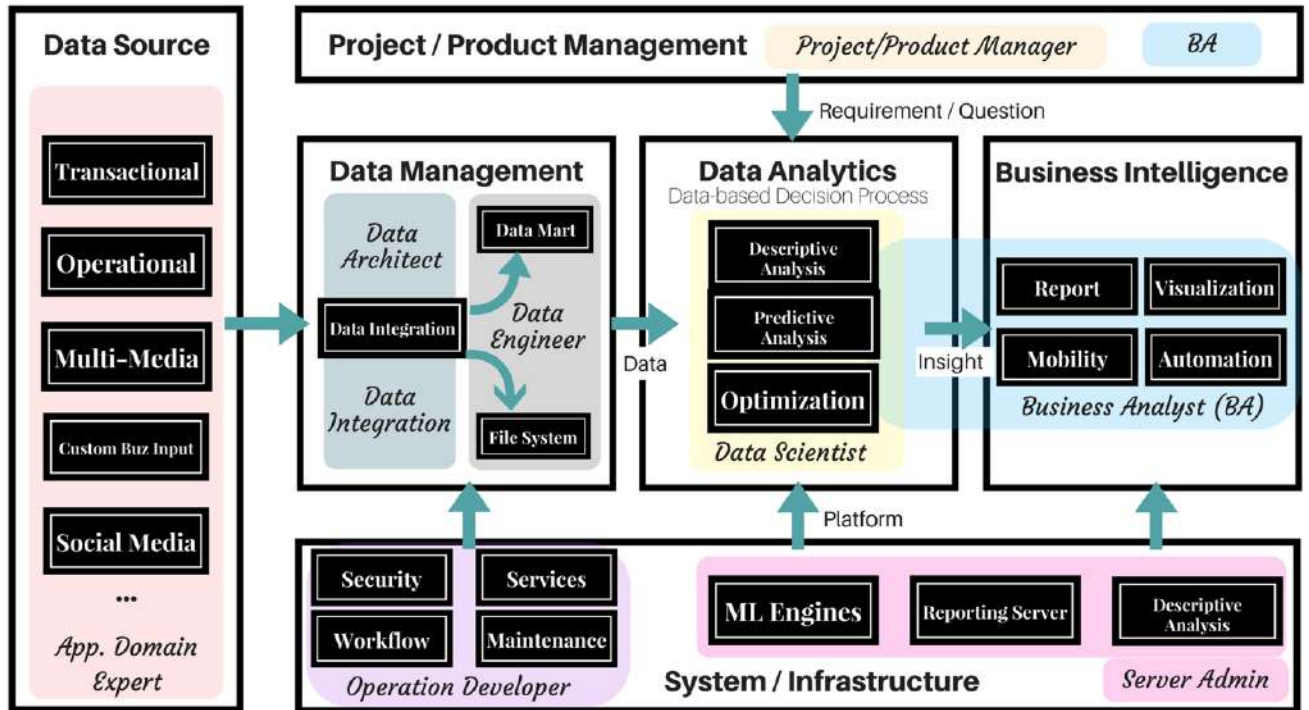 Data Source
Transactional
Operational
Multi-Media
Custom Buz Input
Social Media
...
App. Domain
Expert
Project / Product Management
Project/Product Manager
BA
Requirement / Question
Data Management
Data
Architect
Data Mart
Data Integration
Data
Engineer
Data
Integration
File System
Data
Data Analytics
Data-based Decision Process
Descriptive
Analysis
Predictive
Analysis
Optimization
Data Scientist
Insight
Business Intelligence
Report
Visualization
Mobility
Automation
Business Analyst (BA)
Platform
Security
Services
Workflow
Maintenance
Operation Developer
ML Engines
Reporting Server
Descriptive
Analysis
System / Infrastructure
Server Admin